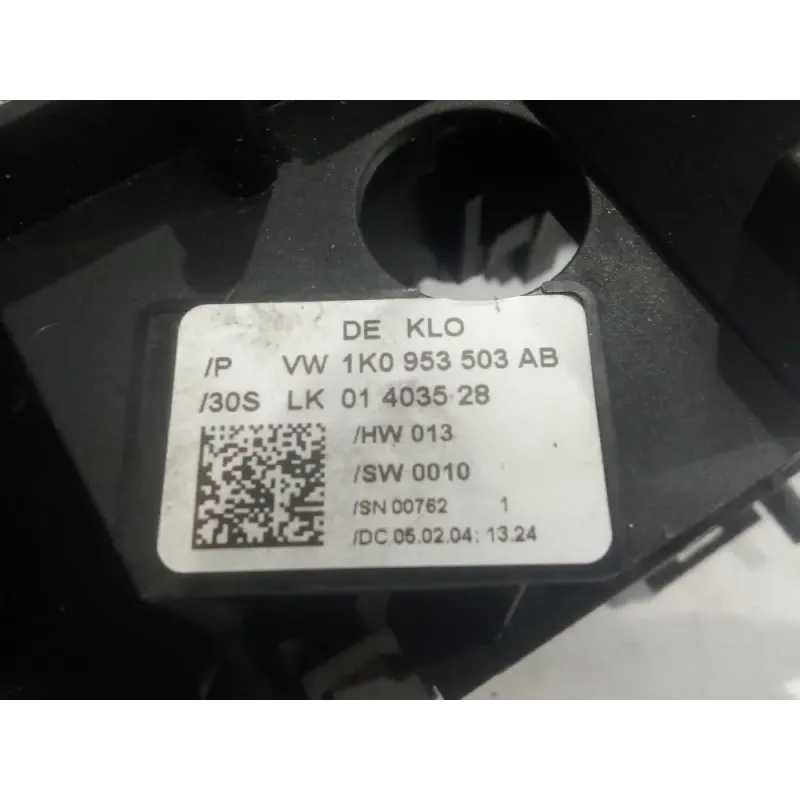 DE KLO
/P VW 1K0 953 503 AB
/30S LK 01 4035 28
/HW 013
/SW 0010
/SN 00762 1
/DC 05.02.04: 13.24